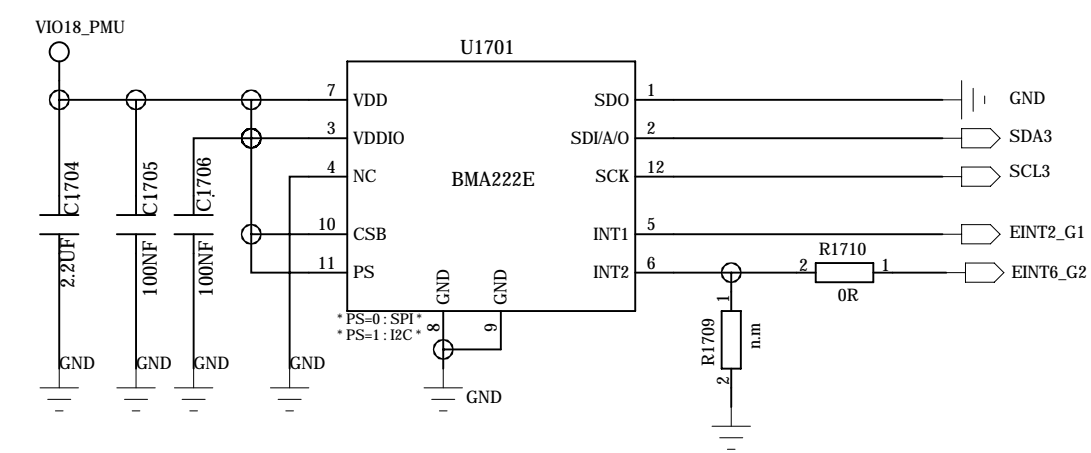 VIO18_PMU
U1701
7 VDD
SDO 1
GND
3 VDDIO
SDI/A/O 2
SDA3
4 NC
BMA222E
SCK 12
SCL3
10 CSB
INT1 5
EINT2_G1
11 PS
INT2 6
2 R1710 1
0R
EINT6_G2
C1704
2.2UF
C1705
100NF
C1706
100NF
GND
GND
* PS=0 : SPI *
* PS=1 : I2C *
8
9
1
R1709
n.m
2
GND
GND
GND
GND
GND